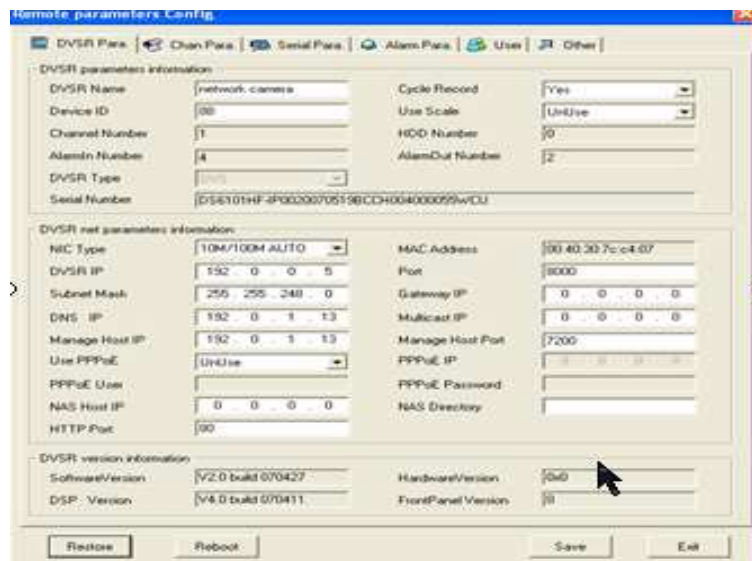 Remote parameters Config.
DVSR Para. Chan Para. Serial Para. Alarm Para. User Other
DVSR parameters information
DVSR Name network camera Cycle Record Yes
Device ID Use Scale UnUse
Channel Number 1 HDD Number 0
AlarmIn Number 4 AlarmOut Number 2
DVSR Type DVS
Serial Number
DVSR net parameters information
NIC Type 10M/100M AUTO MAC Address 00:40:30:7c:c4:07
DVSR IP 192 . 0 . 0 . 5 Port 8000
Subnet Mask 255 . 255 . 248 . 0 Gateway IP 0 . 0 . 0 . 0
DNS IP 192 . 0 . 1 . 13 Multicast IP 0 . 0 . 0 . 0
Manage Host IP 192 . 0 . 1 . 13 Manage Host Port 7200
Use PPPoE UnUse PPPoE IP 0 . 0 . 0 . 0
PPPoE User PPPoE Password
NAS Host IP 0 . 0 . 0 . 0 NAS Directory
HTTP Port 80
DVSR version information
SoftwareVersion V2.0 build 070427 HardwareVersion 0x0
DSP Version V4.0 build 070411 FrontPanel Version 0
Restore Reboot Save Exit